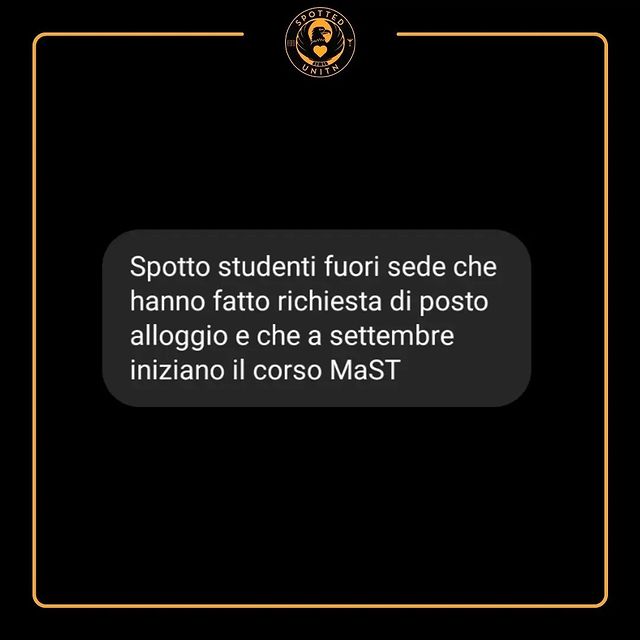 SPOTTED
UNITN
Spotto studenti fuori sede che
hanno fatto richiesta di posto
alloggio e che a settembre
iniziano il corso MaST